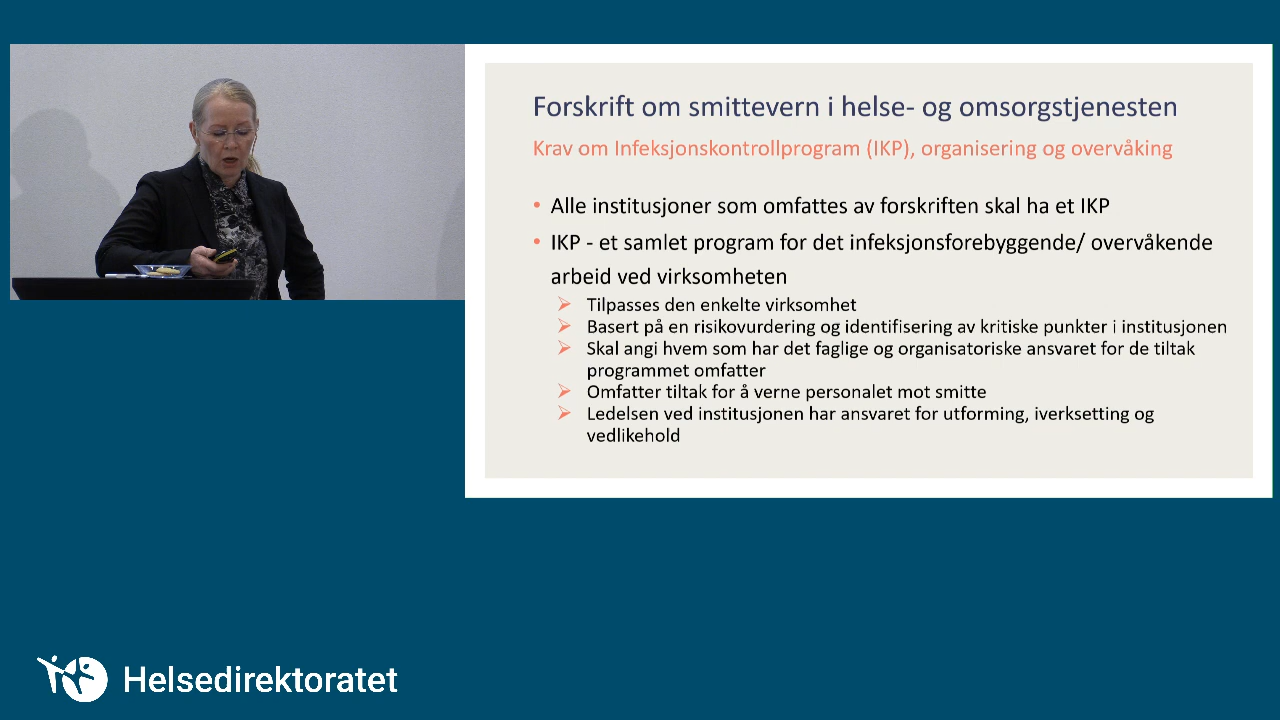 Forskrift om smittevern i helse- og omsorgstjenesten
Krav om Infeksjonskontrollprogram (IKP), organisering og overvåking
• Alle institusjoner som omfattes av forskriften skal ha et IKP
• IKP - et samlet program for det infeksjonsforebyggende/ overvåkende
arbeid ved virksomheten
➢ Tilpasses den enkelte virksomhet
➢ Basert på en risikovurdering og identifisering av kritiske punkter i institusjonen
➢ Skal angi hvem som har det faglige og organisatoriske ansvaret for de tiltak
programmet omfatter
➢ Omfatter tiltak for å verne personalet mot smitte
➢ Ledelsen ved institusjonen har ansvaret for utforming, iverksetting og
vedlikehold
Helsedirektoratet